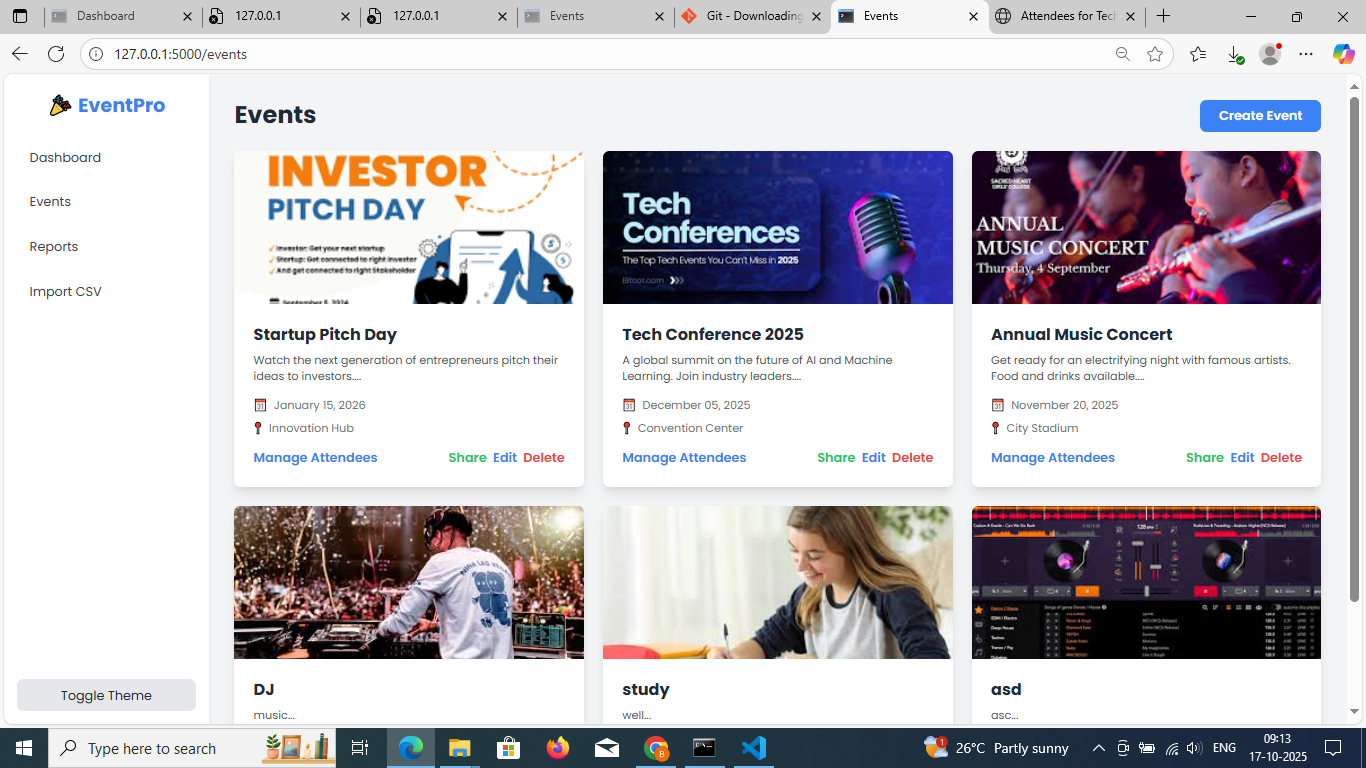 Dashboard
127.0.0.1
127.0.0.1
Events
Git - Downloading
Events
Attendees for Tech
127.0.0.1:5000/events
EventPro
Dashboard
Events
Reports
Import CSV
Toggle Theme
Events
Create Event
INVESTOR
PITCH DAY
Investor: Get your next startup
Startup: Get connected to right investor
And get connected to right Stakeholder
September 5, 2024
Startup Pitch Day
Watch the next generation of entrepreneurs pitch their
ideas to investors....
January 15, 2026
Innovation Hub
Manage Attendees
Share Edit Delete
Tech
Conferences
The Top Tech Events You Can't Miss in 2025
Tech Conference 2025
A global summit on the future of AI and Machine
Learning. Join industry leaders....
December 05, 2025
Convention Center
Manage Attendees
Share Edit Delete
SACRED HEART
GIRLS' COLLEGE
ANNUAL
MUSIC CONCERT
Thursday, 4 September
Annual Music Concert
Get ready for an electrifying night with famous artists.
Food and drinks available....
November 20, 2025
City Stadium
Manage Attendees
Share Edit Delete
DJ
music...
study
well...
128
asd
asc...
Type here to search
26°C Partly sunny
ENG
09:13
17-10-2025